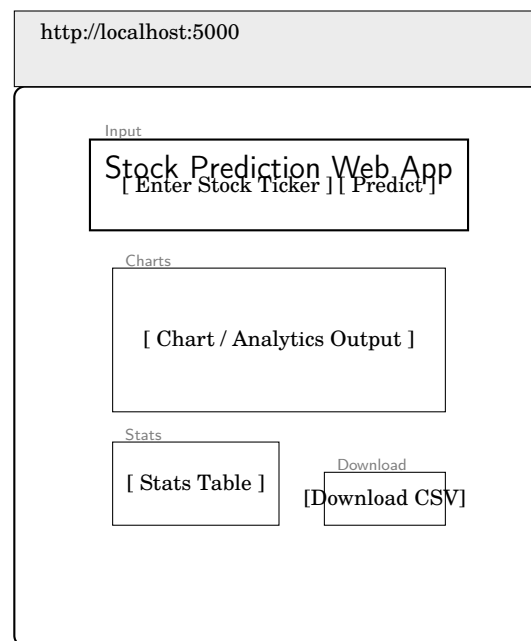 http://localhost:5000
Input
Stock Prediction Web App
[ Enter Stock Ticker ] [ Predict ]
Charts
[ Chart / Analytics Output ]
Stats
[ Stats Table ]
Download
[Download CSV]